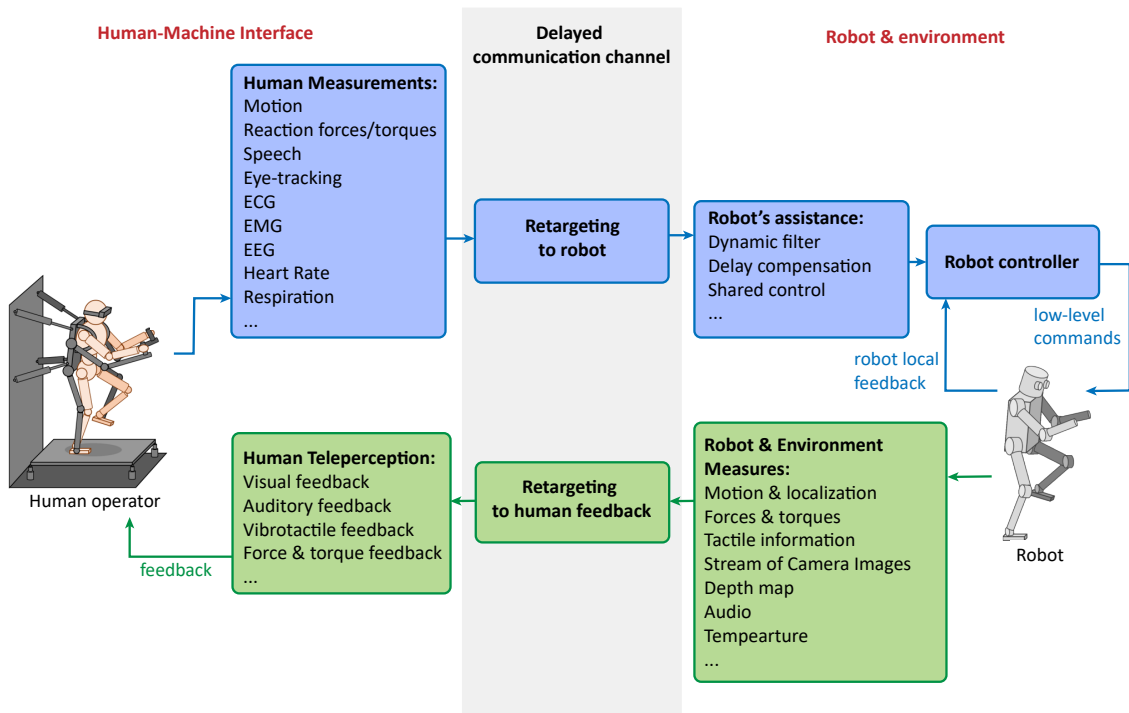 Human-Machine Interface
Delayed
communication channel
Robot & environment
Human Measurements:
Motion
Reaction forces/torques
Speech
Eye-tracking
ECG
EMG
EEG
Heart Rate
Respiration
...
Retargeting
to robot
Robot's assistance:
Dynamic filter
Delay compensation
Shared control
...
Robot controller
low-level
commands
robot local
feedback
Human operator
feedback
Human Teleperception:
Visual feedback
Auditory feedback
Vibrotactile feedback
Force & torque feedback
...
Retargeting
to human feedback
Robot & Environment
Measures:
Motion & localization
Forces & torques
Tactile information
Stream of Camera Images
Depth map
Audio
Tempearture
...
Robot